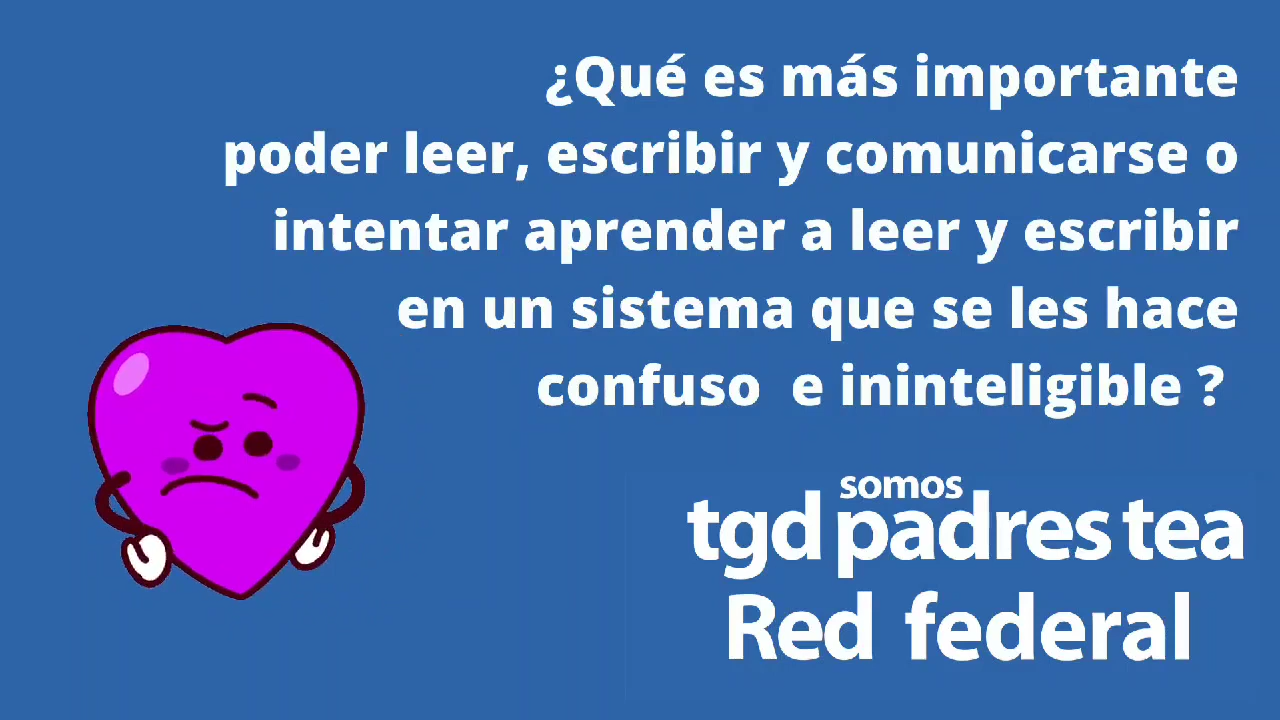 ¿Qué es más importante
poder leer, escribir y comunicarse o
intentar aprender a leer y escribir
en un sistema que se les hace
confuso e ininteligible ?
somos
tgd padres tea
Red federal